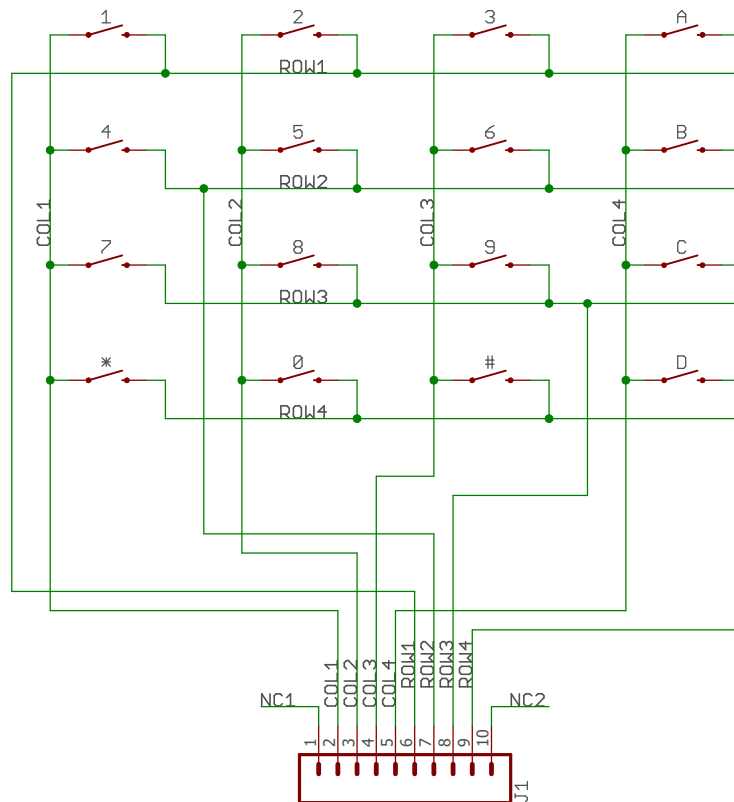 1 2 3 A
ROW1
4 5 6 B
ROW2
COL1 COL2 COL3 COL4
7 8 9 C
ROW3
* 0 # D
ROW4
COL1 COL2 COL3 COL4 ROW1 ROW2 ROW3 ROW4
NC1 NC2
1 2 3 4 5 6 7 8 9 10
J1